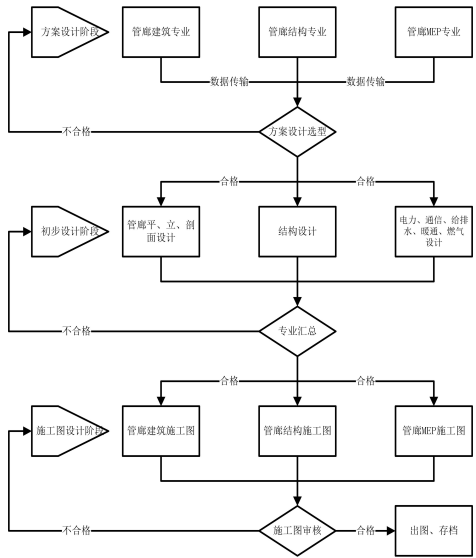 方案设计阶段
管廊建筑专业
管廊结构专业
管廊MEP专业
数据传输
数据传输
不合格
方案设计选型
合格
合格
初步设计阶段
管廊平、立、剖
面设计
结构设计
电力、通信、给排
水、暖通、燃气
设计
不合格
专业汇总
合格
合格
施工图设计阶段
管廊建筑施工图
管廊结构施工图
管廊MEP施工图
不合格
施工图审核
合格
出图、存档